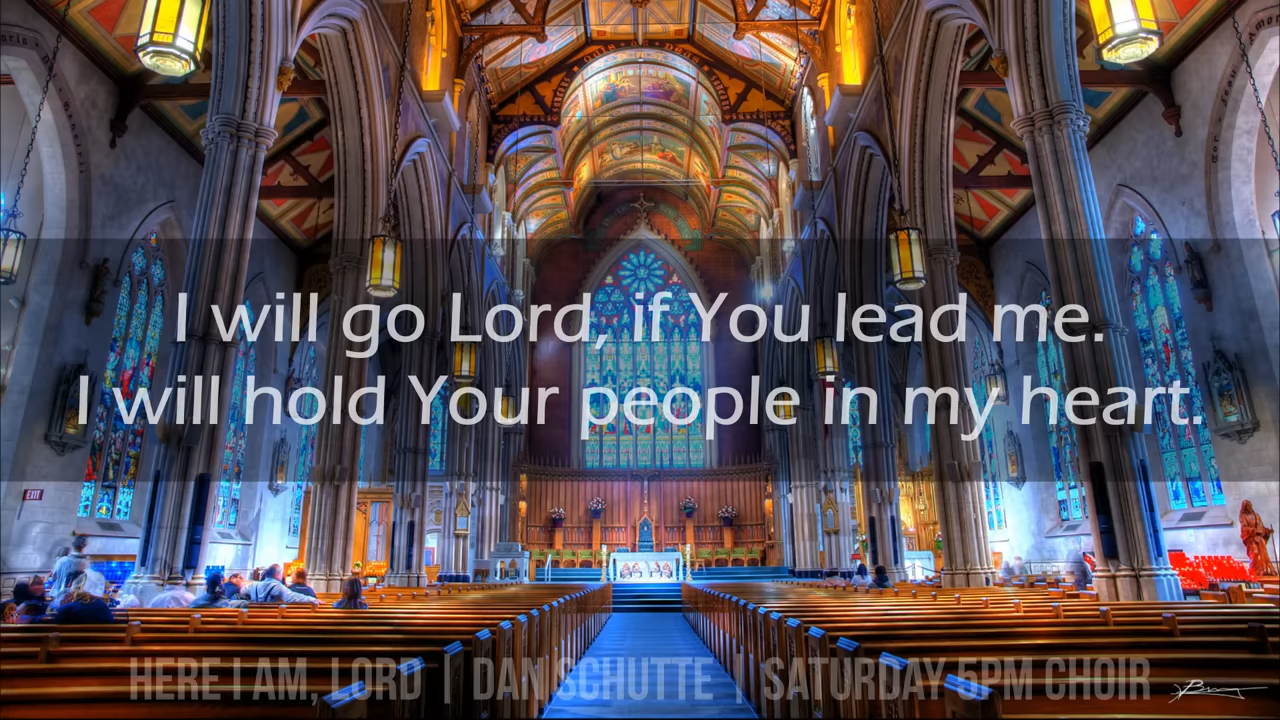 I will go Lord, if You lead me.
I will hold Your people in my heart.
EXIT
HERE I AM, LORD | DAN SCHUTTE | SATURDAY 5PM CHOIR